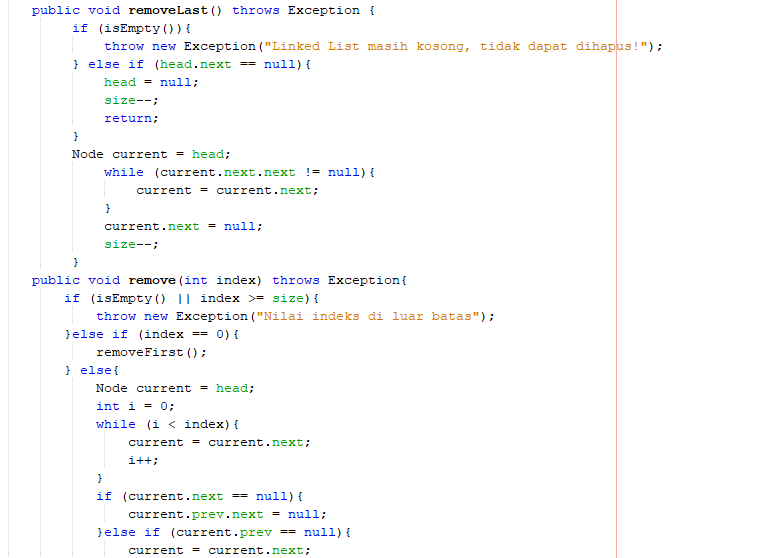 public void removeLast() throws Exception {
if (isEmpty()){
throw new Exception("Linked List masih kosong, tidak dapat dihapus!");
} else if (head.next == null){
head = null;
size--;
return;
}
Node current = head;
while (current.next.next != null){
current = current.next;
}
current.next = null;
size--;
}
public void remove(int index) throws Exception{
if (isEmpty() || index >= size){
throw new Exception("Nilai indeks di luar batas");
}else if (index == 0){
removeFirst();
} else{
Node current = head;
int i = 0;
while (i < index){
current = current.next;
i++;
}
if (current.next == null){
current.prev.next = null;
}else if (current.prev == null){
current = current.next;